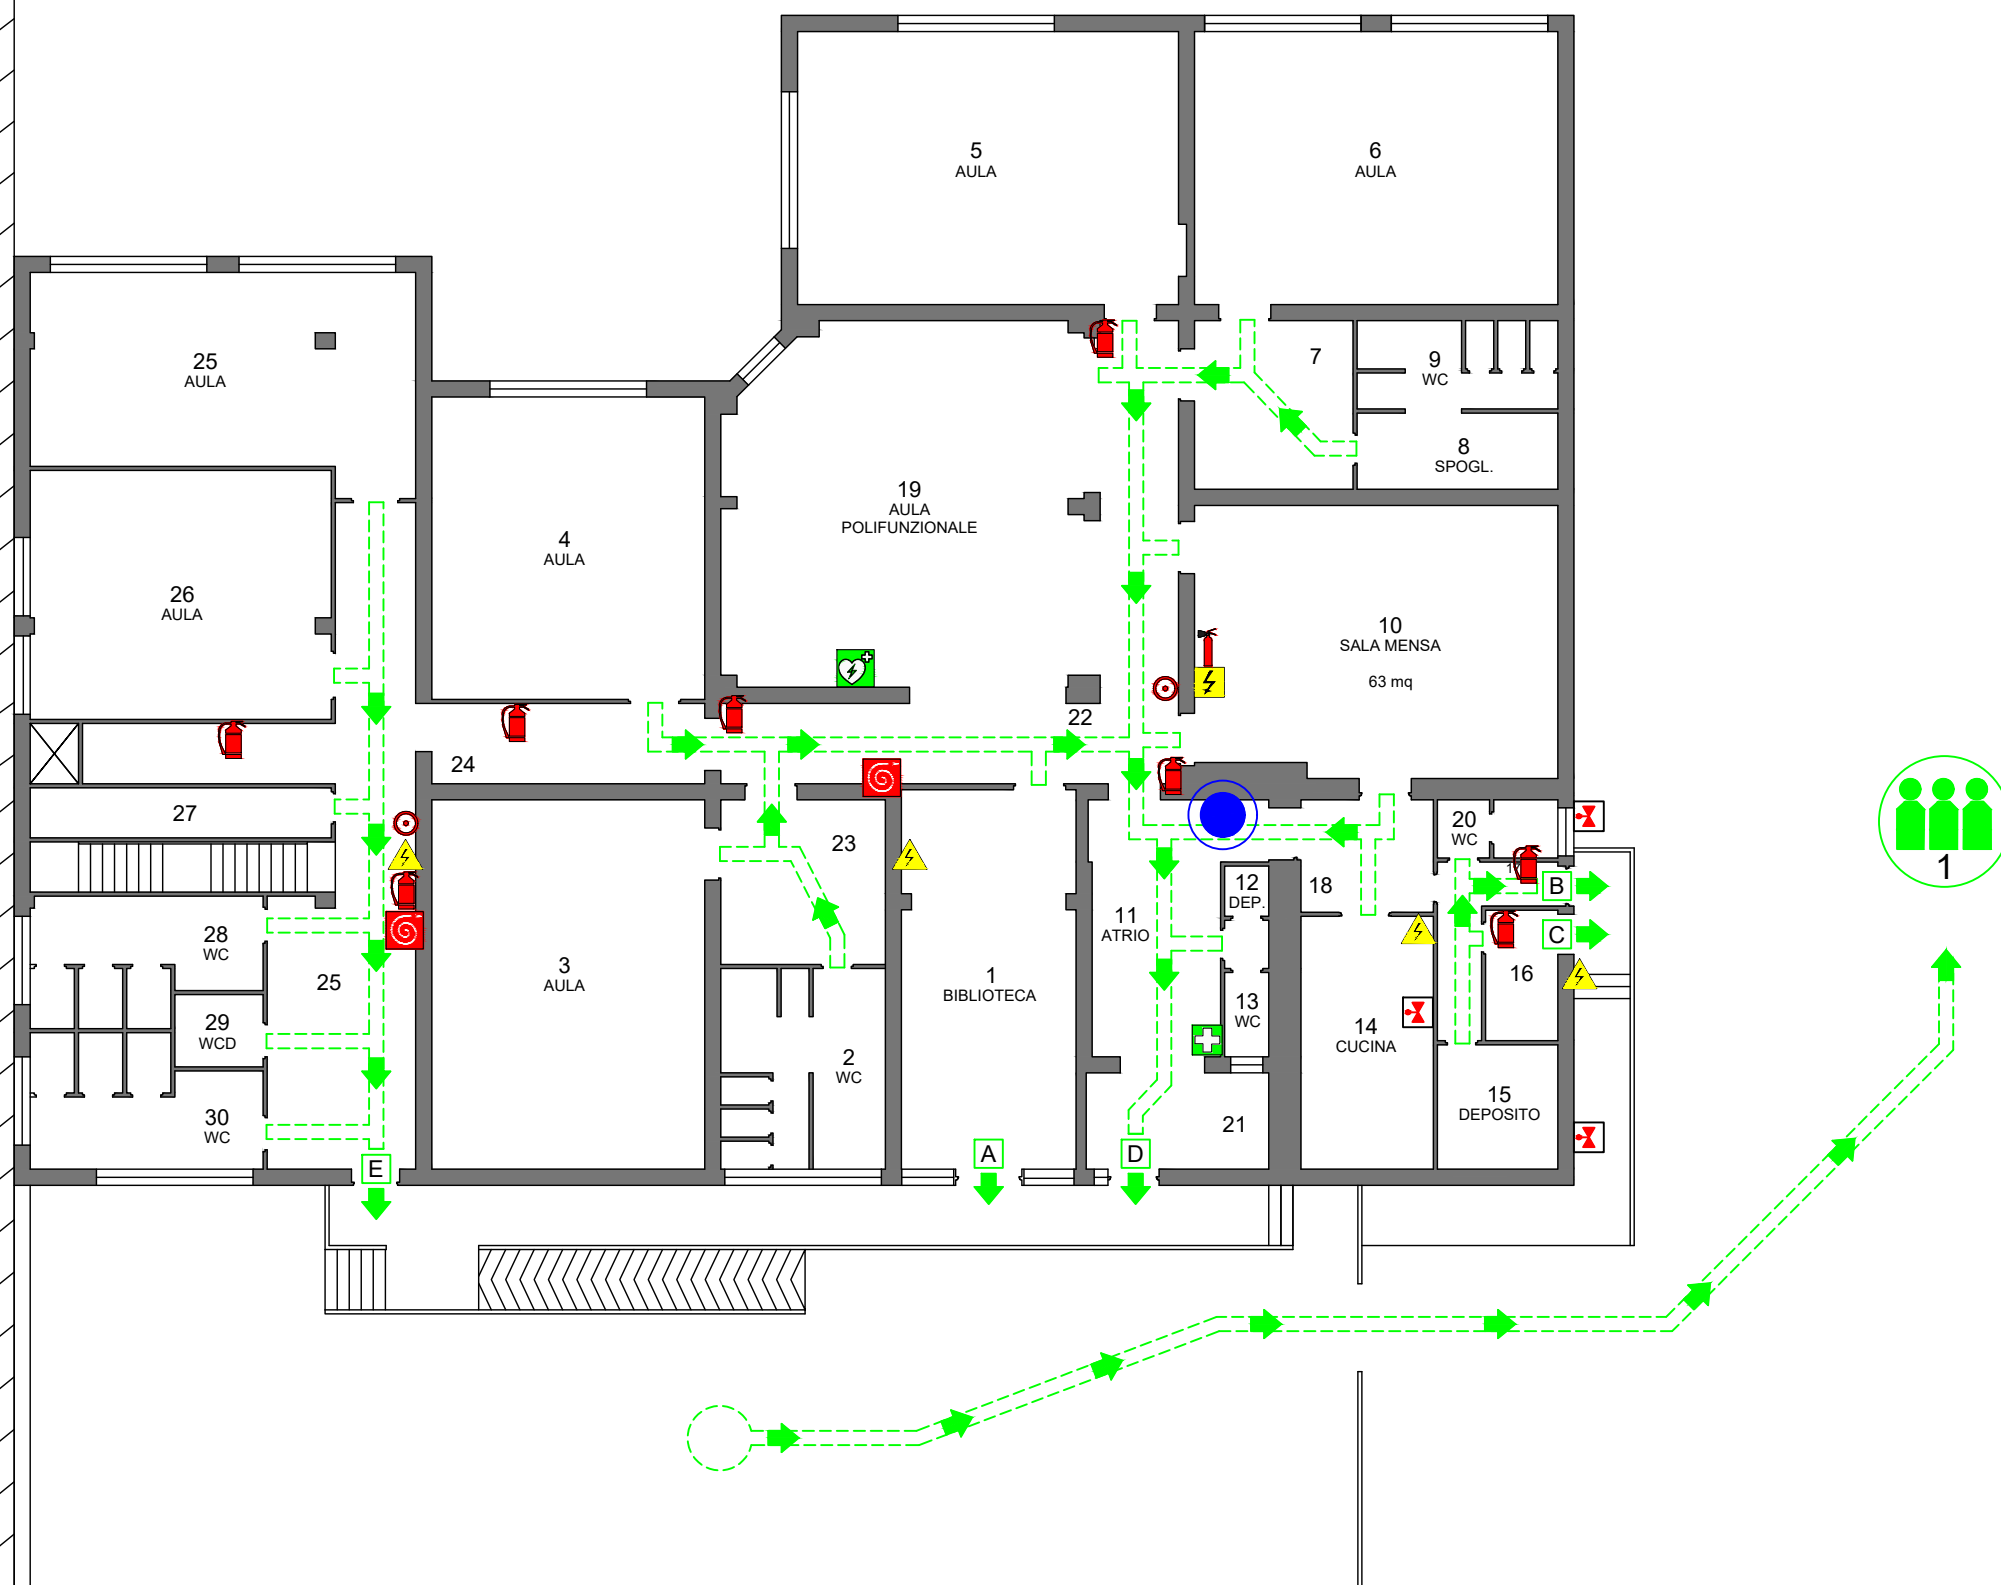 5
AULA
6
AULA
7
9
WC
8
SPOGL.
25
AULA
19
AULA
POLIFUNZIONALE
4
AULA
26
AULA
10
SALA MENSA
63 mq
22
24
27
23
20
WC
18
12
DEP.
B
11
ATRIO
C
28
WC
3
AULA
1
BIBLIOTECA
16
25
13
WC
29
WCD
14
CUCINA
2
WC
15
DEPOSITO
30
WC
21
E
A
D
1